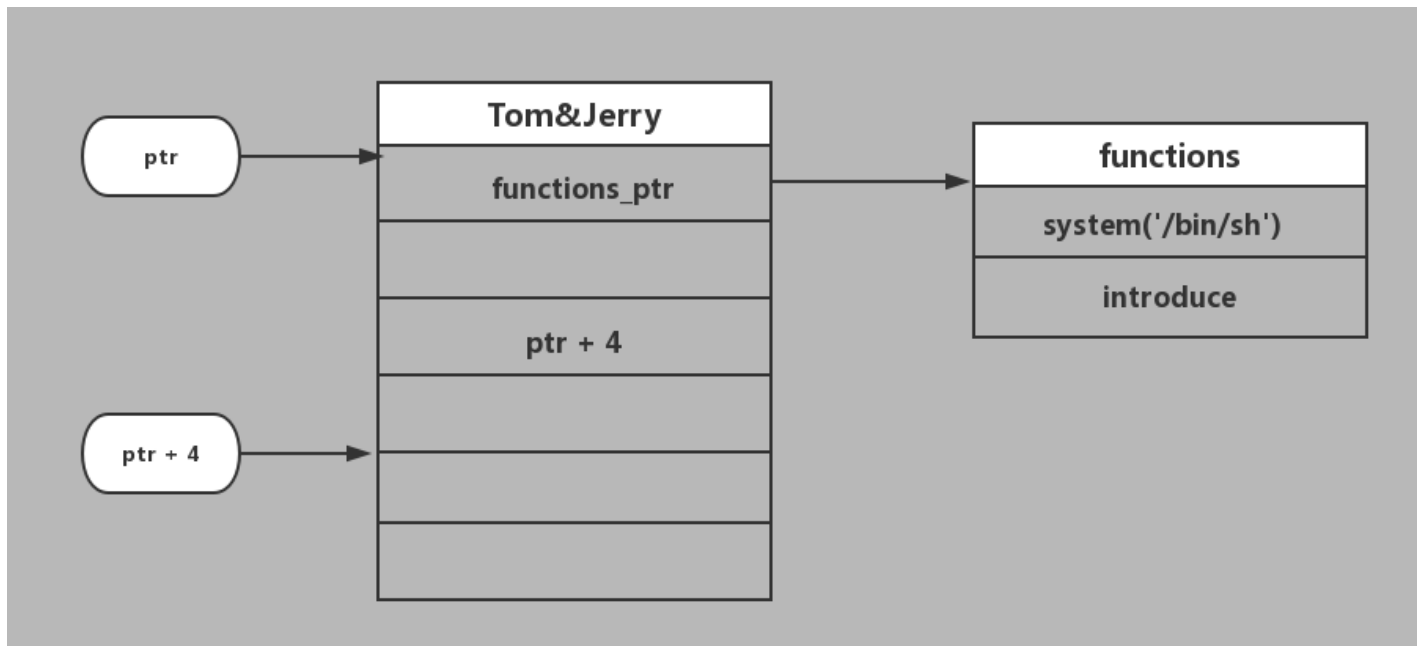 Tom&Jerry
ptr
functions_ptr
functions
system('/bin/sh')
introduce
ptr + 4
ptr + 4